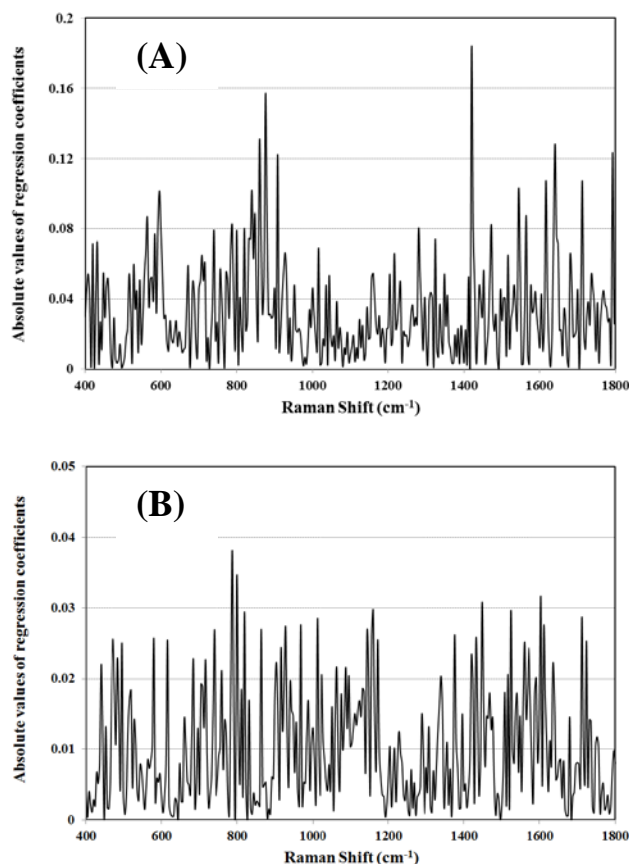 (A)
Absolute values of regression coefficients
0.2
0.16
0.12
0.08
0.04
0
400 600 800 1000 1200 1400 1600 1800
Raman Shift (cm⁻¹)
(B)
Absolute values of regression coefficients
0.05
0.04
0.03
0.02
0.01
0
400 600 800 1000 1200 1400 1600 1800
Raman Shift (cm⁻¹)